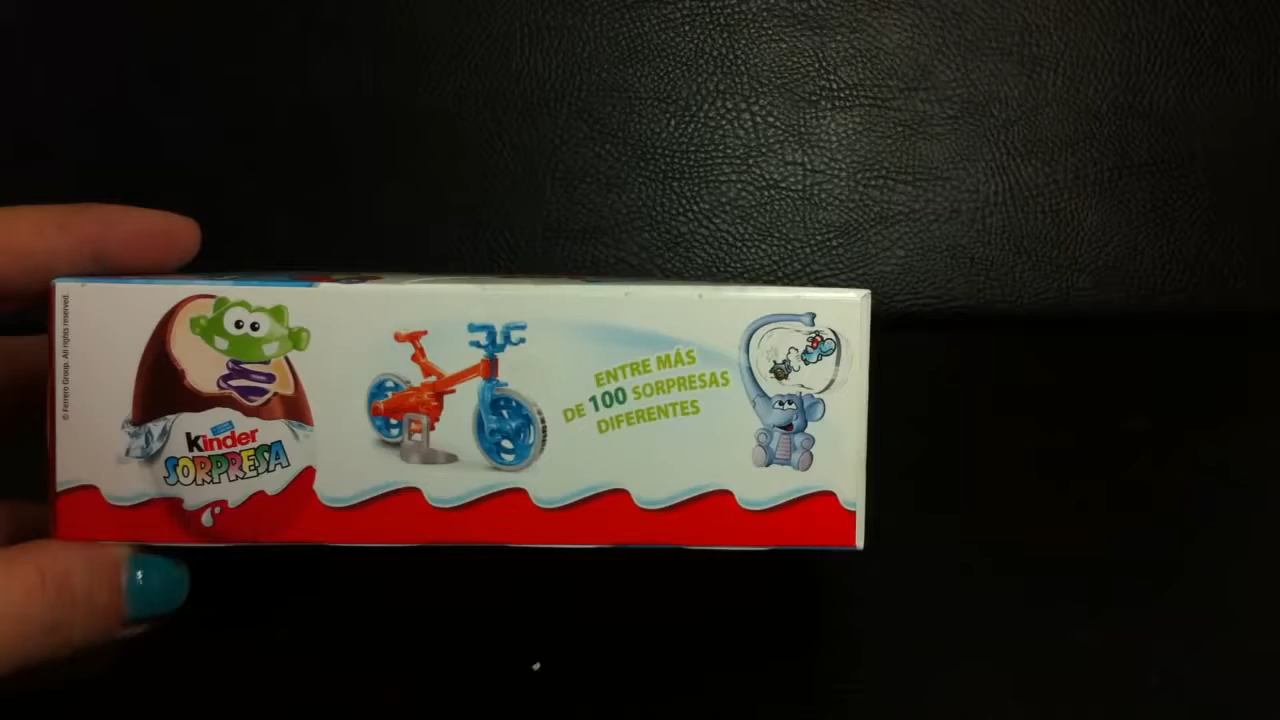 © Ferrero Group. All rights reserved.
kinder
SORPRESA
ENTRE MÁS
DE 100 SORPRESAS
DIFERENTES